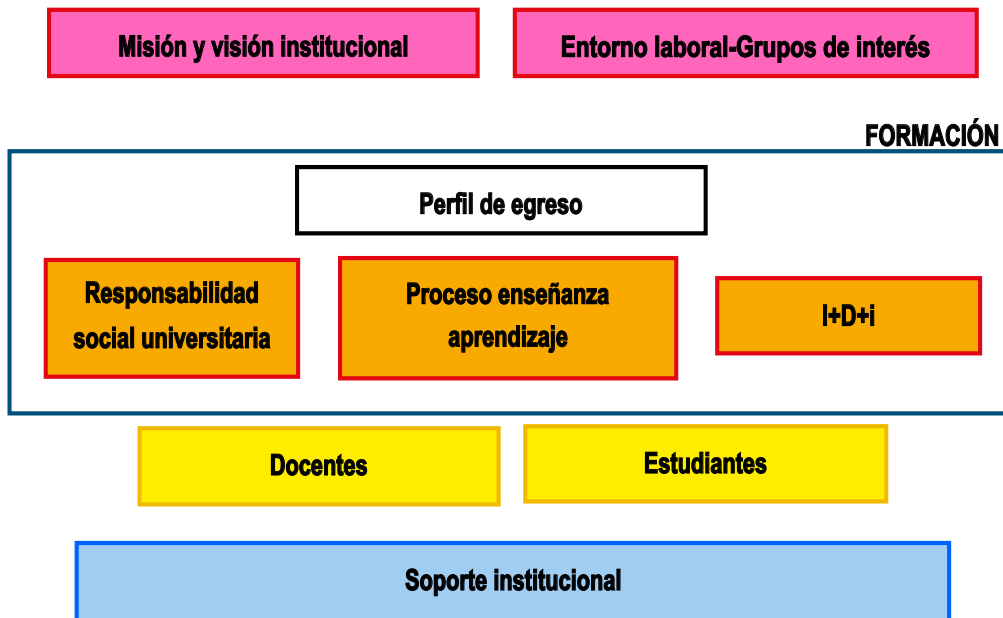 Misión y visión institucional
Entorno laboral-Grupos de interés
FORMACIÓN
Perfil de egreso
Responsabilidad
social universitaria
Proceso enseñanza
aprendizaje
I+D+i
Docentes
Estudiantes
Soporte institucional